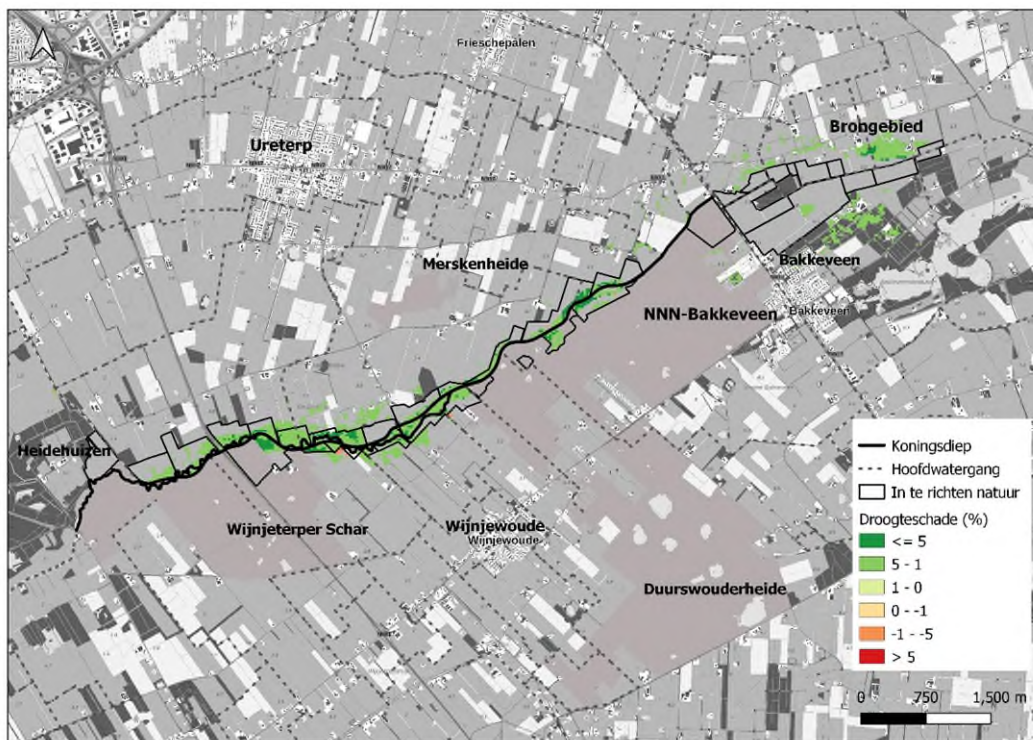 Frieschepalen
Brongebied
Ureterp
Merskenheide
Bakkeveen
NNN-Bakkeveen
Bakkeveen
Heidehuizen
Wijnjeterper Schar
Wijnjewoude
Wijnjewoude
Duurswouderheide
Koningsdiep
Hoofdwatergang
In te richten natuur
Droogteschade (%)
<= 5
5 - 1
1 - 0
0 - -1
-1 - -5
> 5
0 750 1,500 m